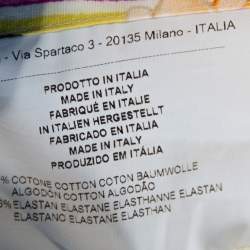 - Via Spartaco 3 - 20135 Milano - ITALIA
PRODOTTO IN ITALIA
MADE IN ITALY
FABRIQUÉ EN ITALIE
IN ITALIEN HERGESTELLT
FABRICADO EN ITALIA
MADE IN ITALY
PRODUZIDO EM ITÁLIA
% COTONE COTTON COTON BAUMWOLLE
ALGODÓN COTTON ALGODÃO
% ELASTAN ELASTANE ELASTHANNE ELASTAN
ELASTANO ELASTANE ELASTHAN